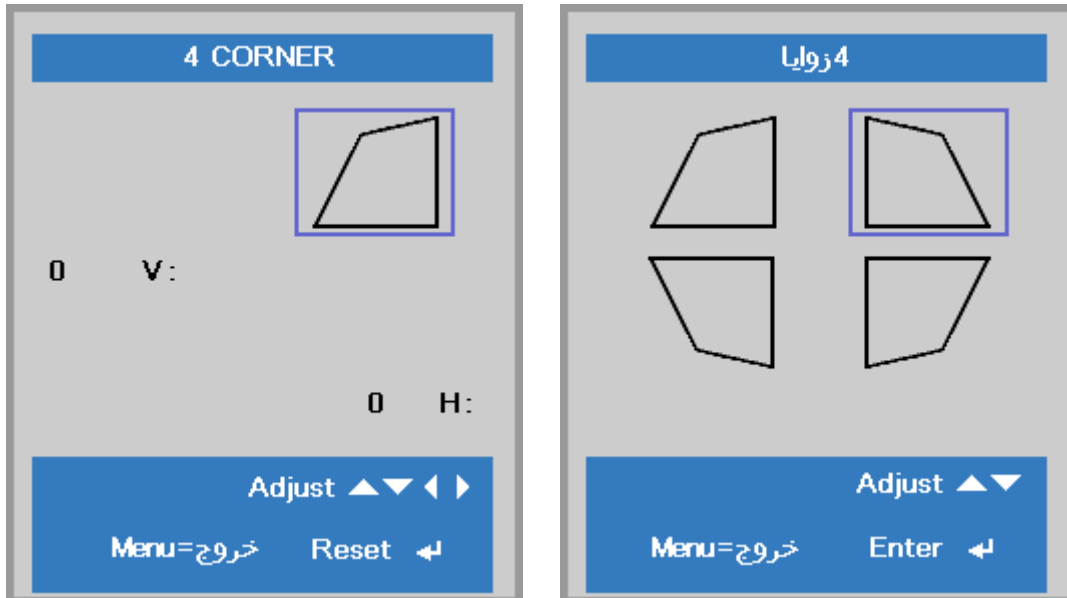 4 CORNER
0 V:
0 H:
Adjust
Menu=خروج Reset
4زوايا
Adjust
Menu=خروج Enter